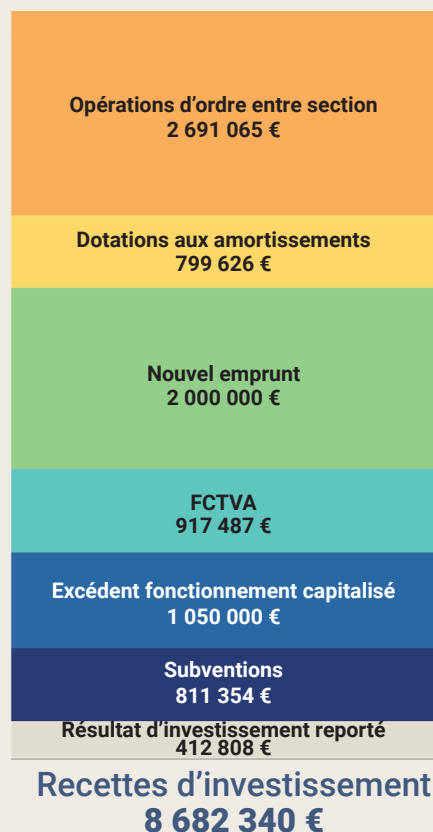 Opérations d’ordre entre section
2 691 065 €
Dotations aux amortissements
799 626 €
Nouvel emprunt
2 000 000 €
FCTVA
917 487 €
Excédent fonctionnement capitalisé
1 050 000 €
Subventions
811 354 €
Résultat d’investissement reporté
412 808 €
Recettes d’investissement
8 682 340 €